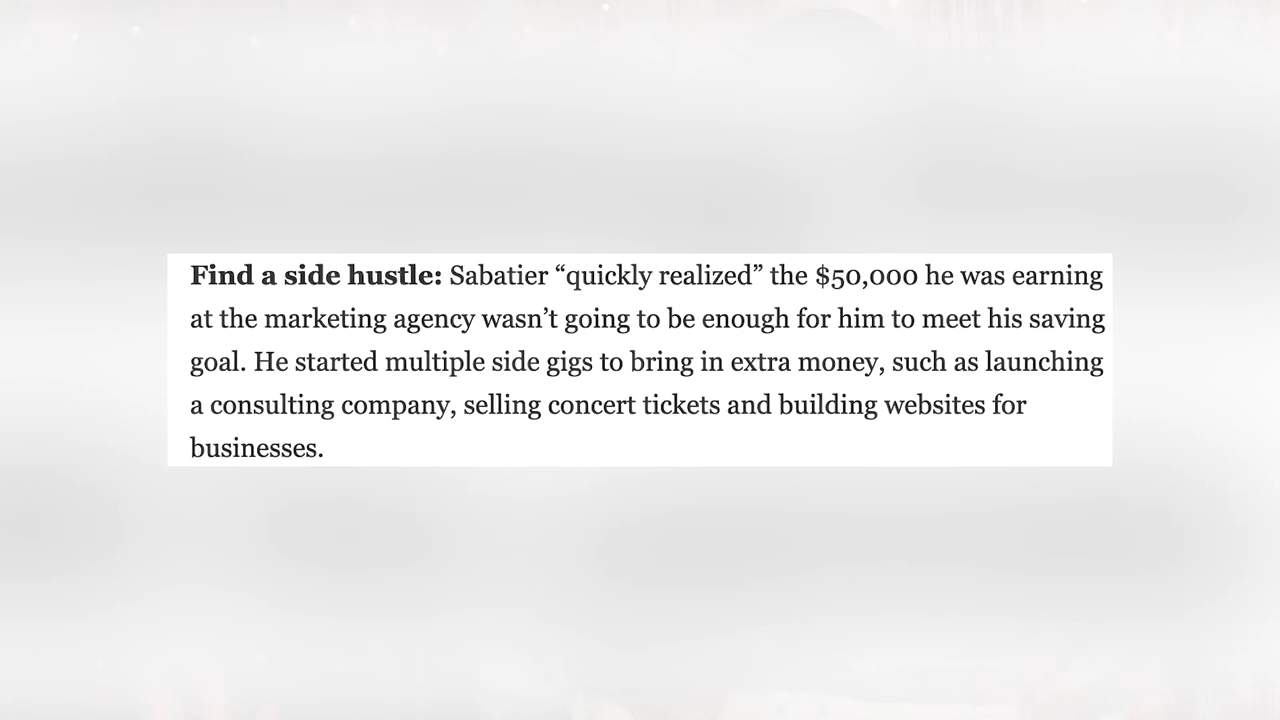 Find a side hustle: Sabatier “quickly realized” the $50,000 he was earning
at the marketing agency wasn’t going to be enough for him to meet his saving
goal. He started multiple side gigs to bring in extra money, such as launching
a consulting company, selling concert tickets and building websites for
businesses.